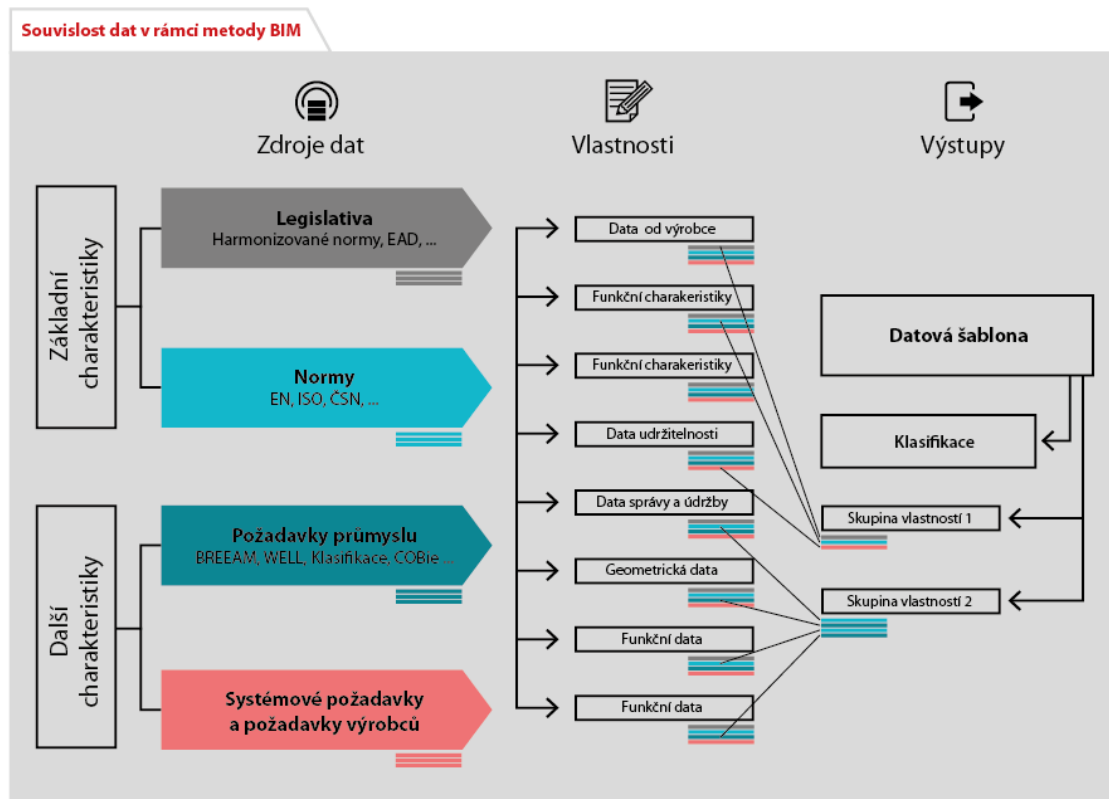 Souvislost dat v rámci metody BIM
Zdroje dat
Vlastnosti
Výstupy
Základní
charakteristiky
Legislativa
Harmonizované normy, EAD, ...
Normy
EN, ISO, ČSN, ...
Další
charakteristiky
Požadavky průmyslu
BREEAM, WELL, Klasifikace, COBie ...
Systémové požadavky
a požadavky výrobců
Data od výrobce
Funkční charakeristiky
Funkční charakeristiky
Data udržitelnosti
Data správy a údržby
Geometrická data
Funkční data
Funkční data
Datová šablona
Klasifikace
Skupina vlastností 1
Skupina vlastností 2